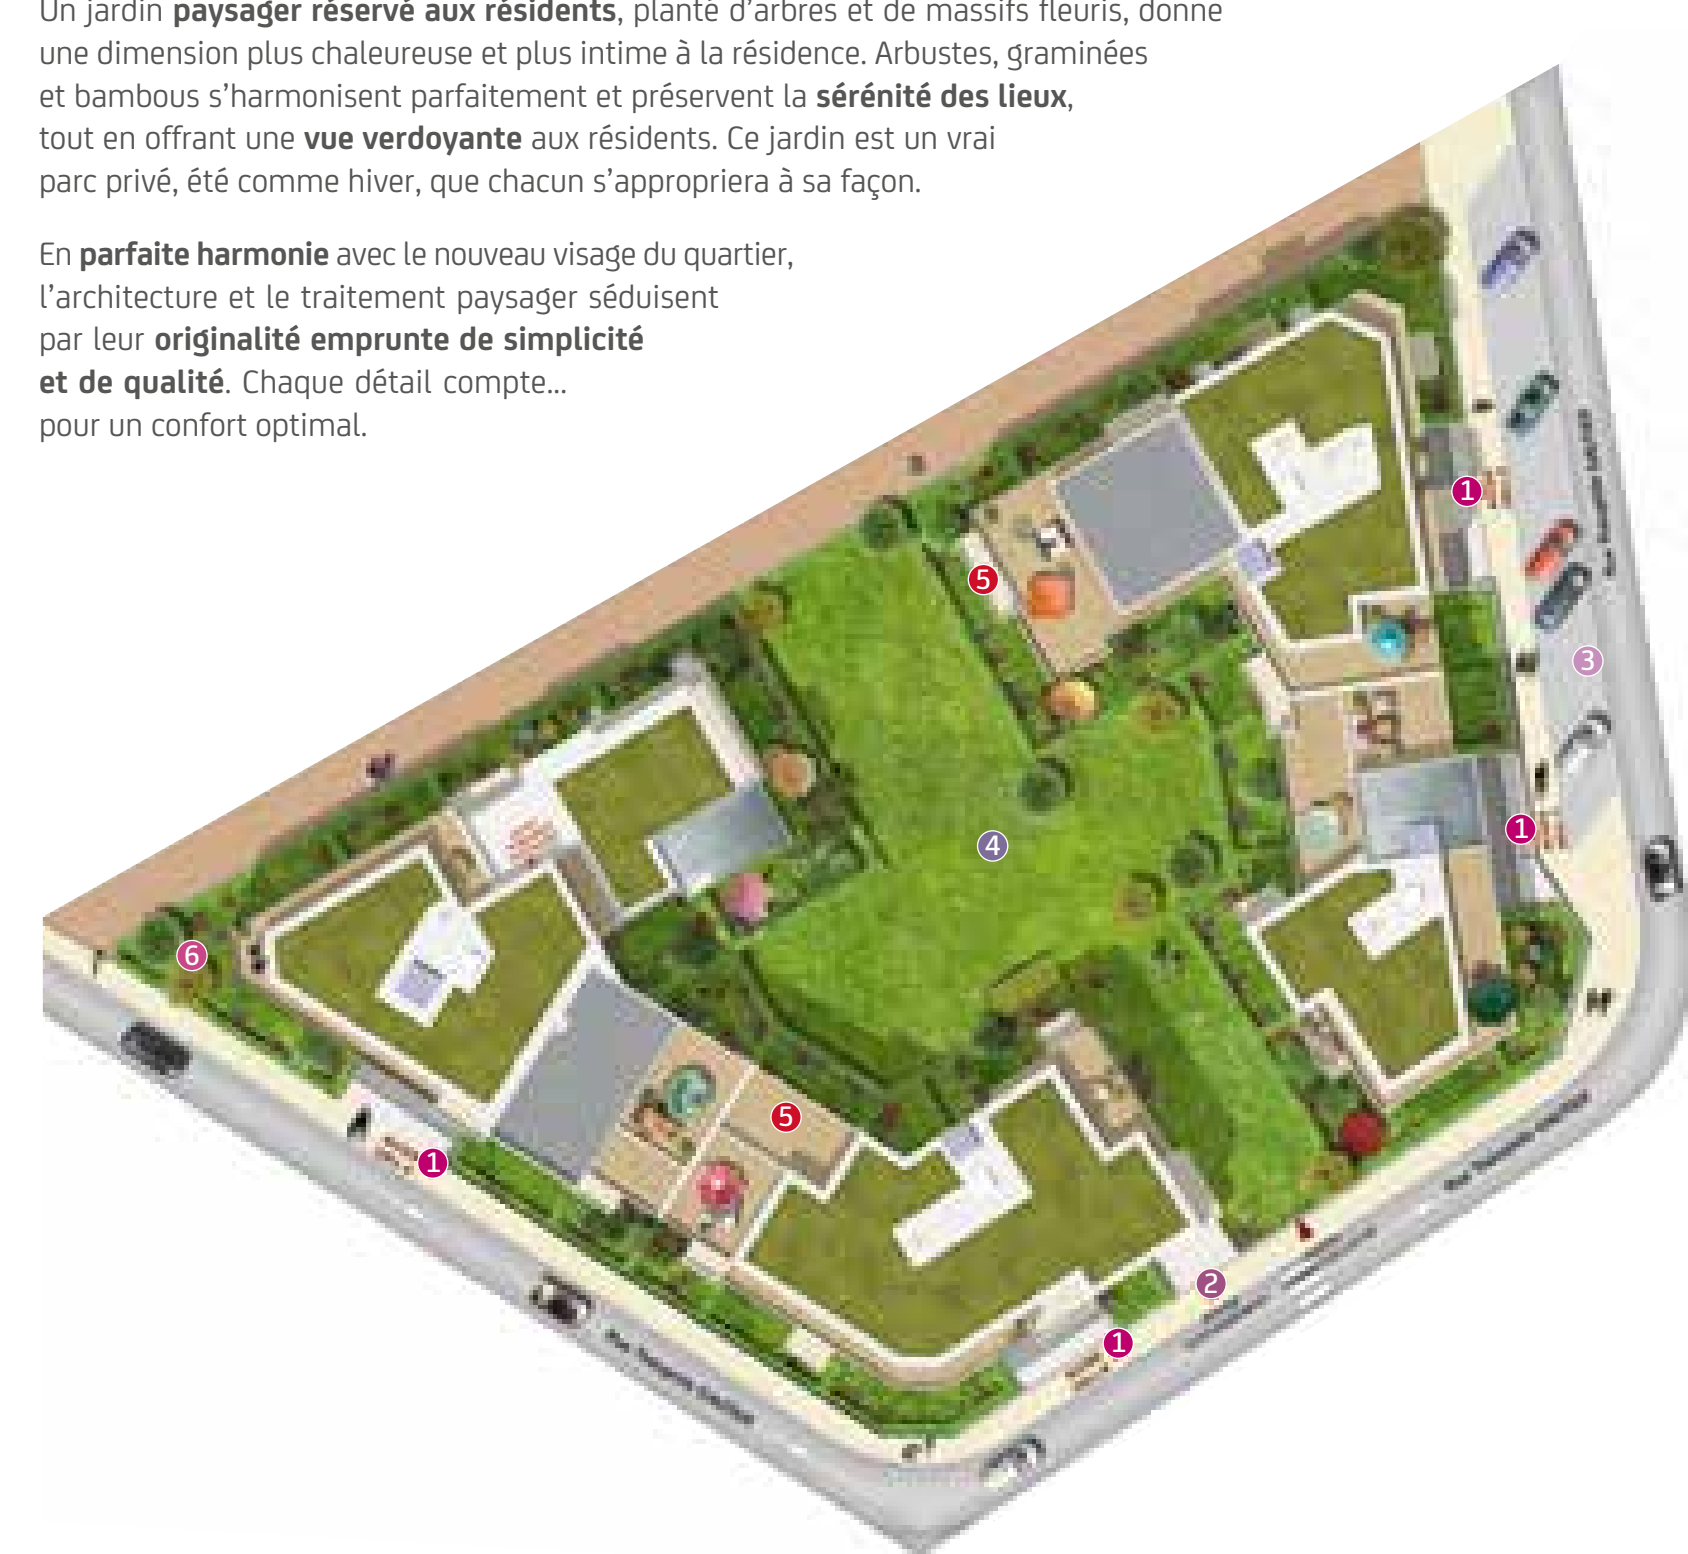 Un jardin paysager réservé aux résidents, planté d'arbres et de massifs fleuris, donne
une dimension plus chaleureuse et plus intime à la résidence. Arbustes, graminées
et bambous s'harmonisent parfaitement et préservent la sérénité des lieux,
tout en offrant une vue verdoyante aux résidents. Ce jardin est un vrai
parc privé, été comme hiver, que chacun s'appropriera à sa façon.
En parfaite harmonie avec le nouveau visage du quartier,
l'architecture et le traitement paysager séduisent
par leur originalité emprunte de simplicité
et de qualité. Chaque détail compte...
pour un confort optimal.
1
5
3
1
4
6
5
1
2
1